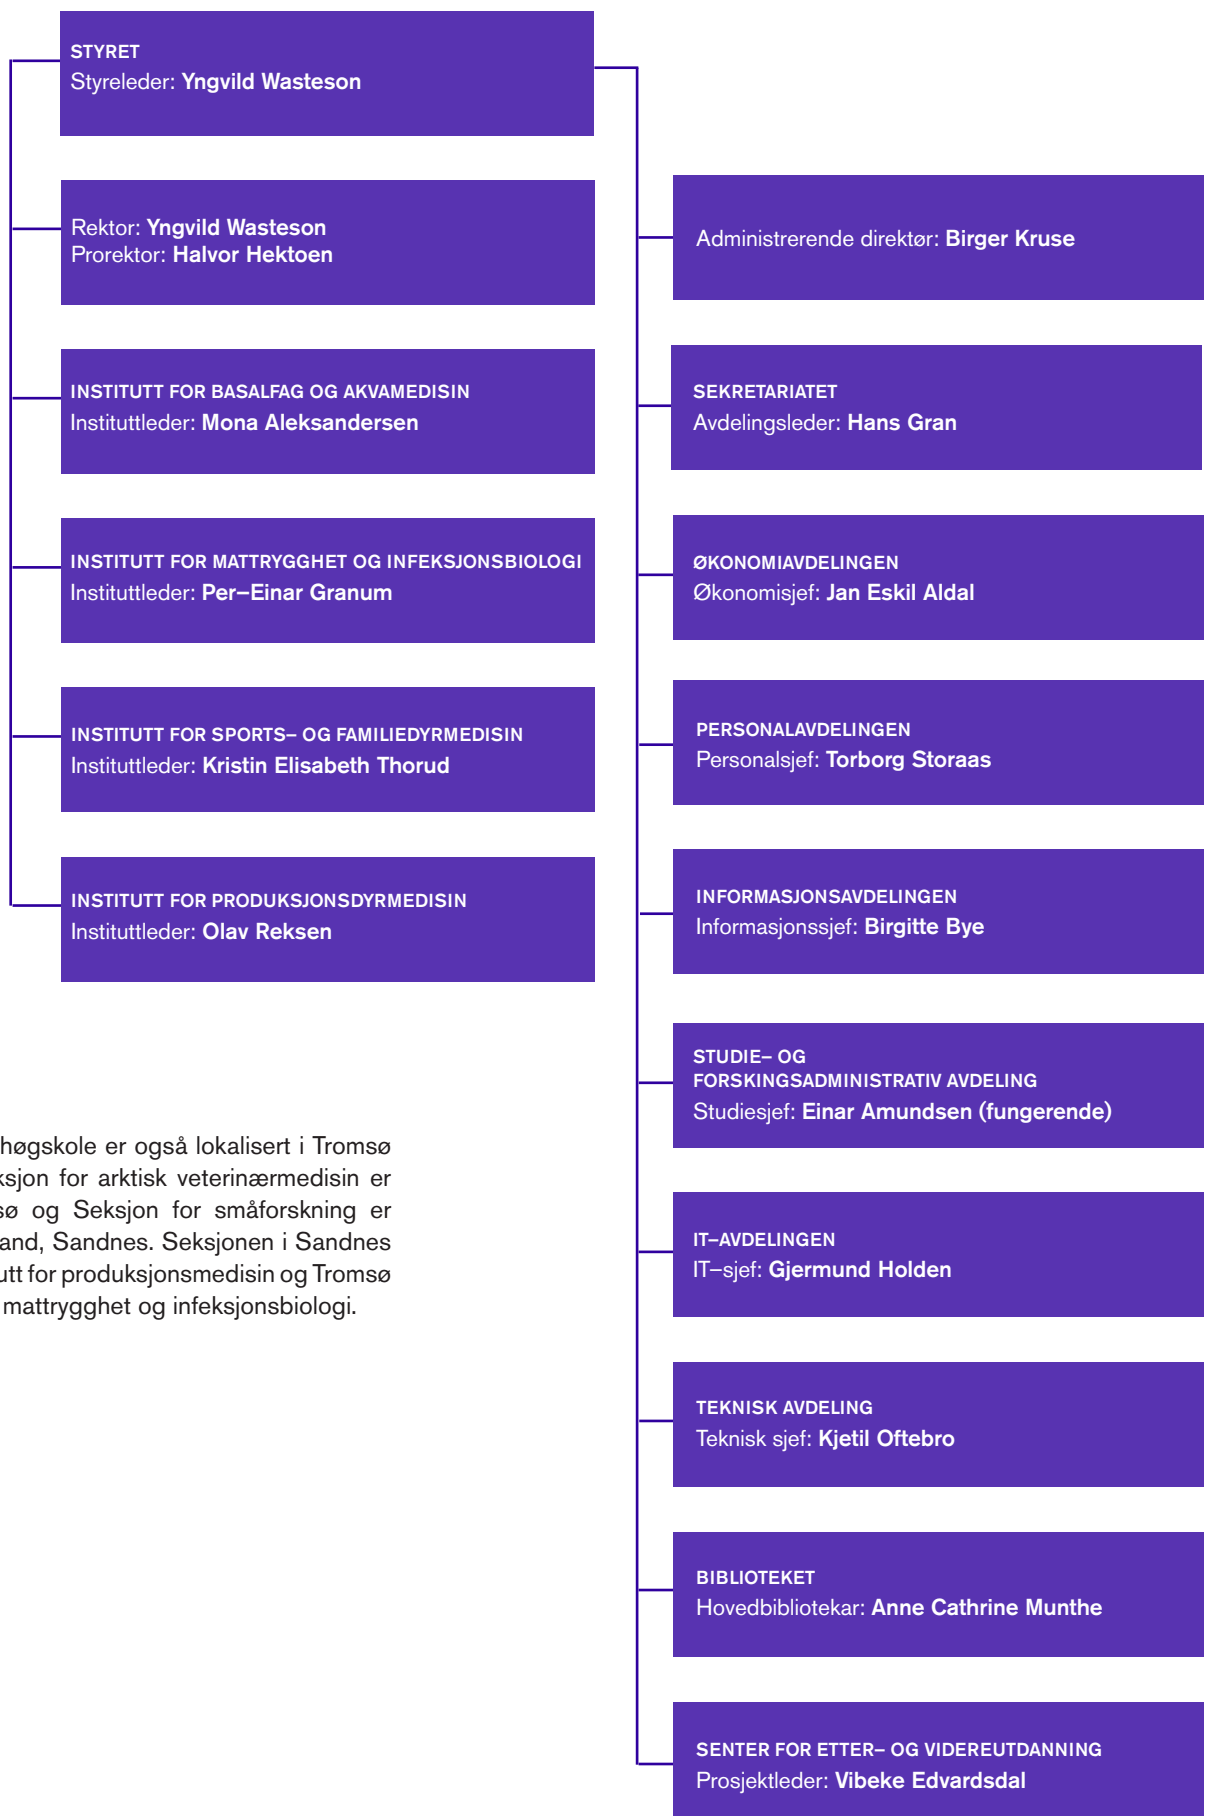 STYRET
Styreleder: Yngvild Wasteson
Rektor: Yngvild Wasteson
Prorektor: Halvor Hektoen
INSTITUTT FOR BASALFAG OG AKVAMEDISIN
Instituttleder: Mona Aleksandersen
INSTITUTT FOR MATTRYGGHET OG INFEKSJONSBIOLOGI
Instituttleder: Per–Einar Granum
INSTITUTT FOR SPORTS– OG FAMILIEDYRMEDISIN
Instituttleder: Kristin Elisabeth Thorud
INSTITUTT FOR PRODUKSJONSDYRMEDISIN
Instituttleder: Olav Reksen
høgskole er også lokalisert i Tromsø
ksjon for arktisk veterinærmedisin er
sø og Seksjon for småforskning er
and, Sandnes. Seksjonen i Sandnes
utt for produksjonsmedisin og Tromsø
mattrygghet og infeksjonsbiologi.
Administrerende direktør: Birger Kruse
SEKRETARIATET
Avdelingsleder: Hans Gran
ØKONOMIAVDELINGEN
Økonomisjef: Jan Eskil Aldal
PERSONALAVDELINGEN
Personalsjef: Torborg Storaas
INFORMASJONSAVDELINGEN
Informasjonssjef: Birgitte Bye
STUDIE– OG
FORSKINGSADMINISTRATIV AVDELING
Studiesjef: Einar Amundsen (fungerende)
IT–AVDELINGEN
IT–sjef: Gjermund Holden
TEKNISK AVDELING
Teknisk sjef: Kjetil Oftebro
BIBLIOTEKET
Hovedbibliotekar: Anne Cathrine Munthe
SENTER FOR ETTER– OG VIDEREUTDANNING
Prosjektleder: Vibeke Edvardsdal